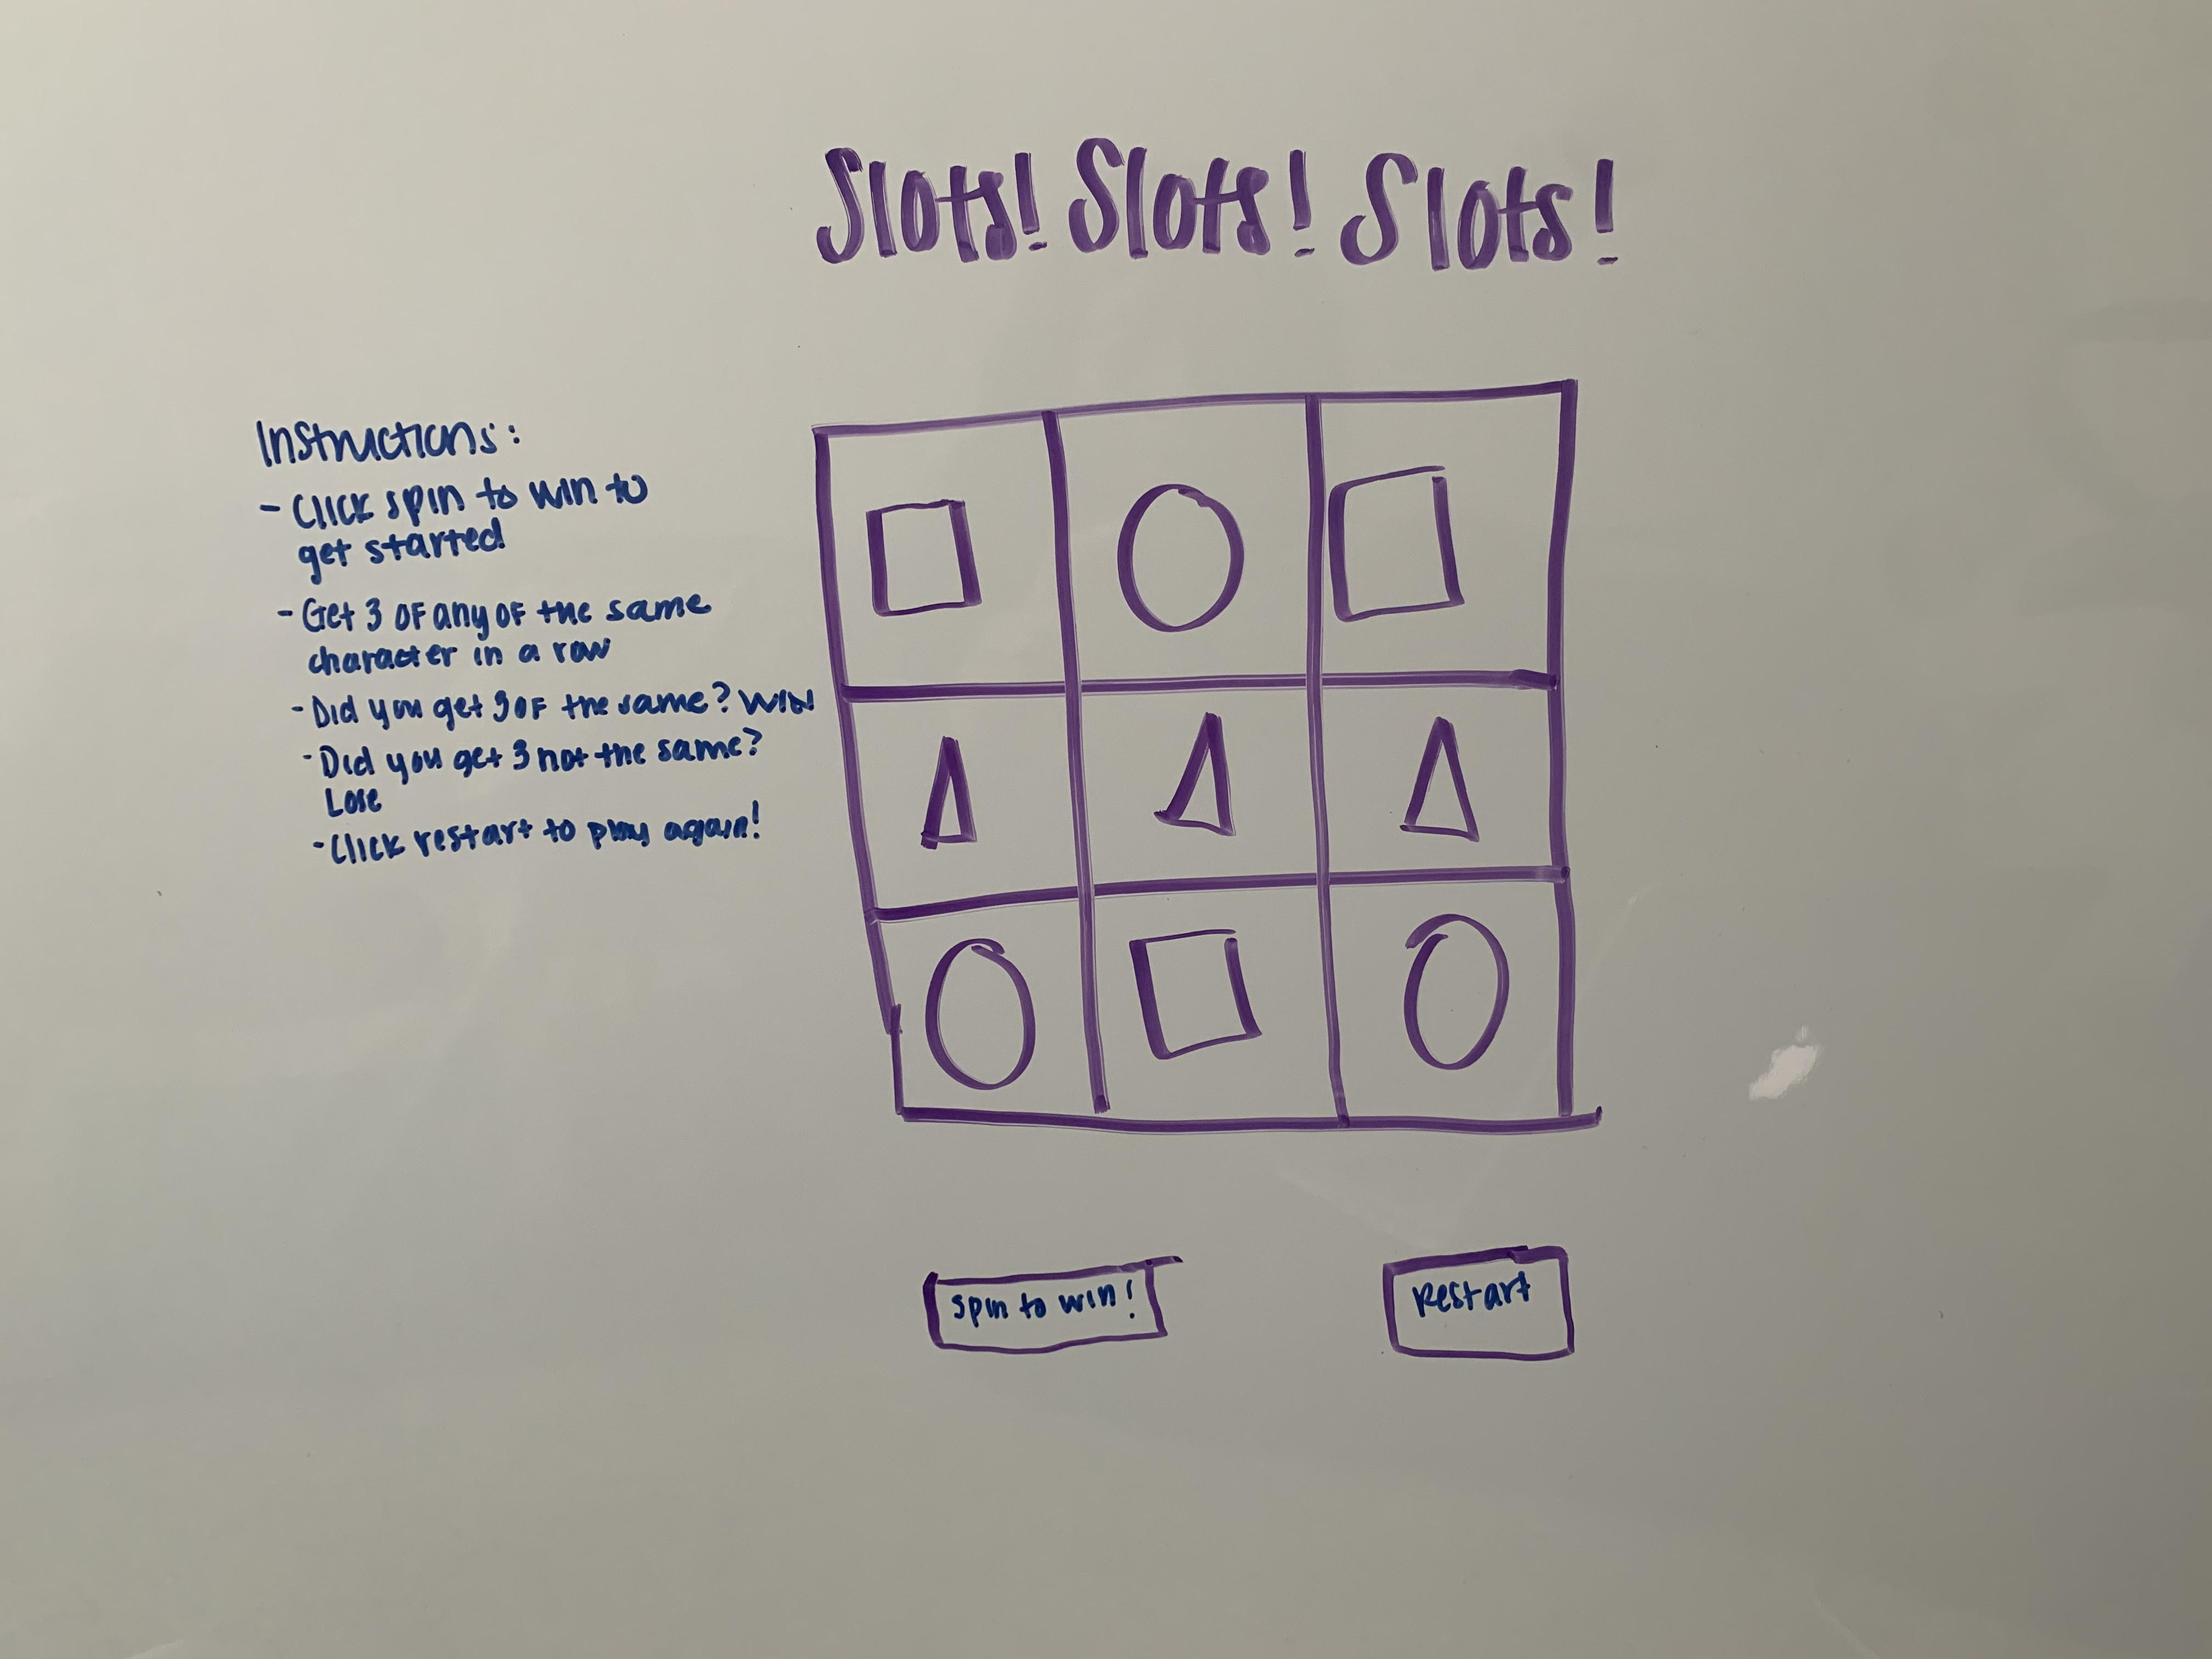 Slots! Slots! Slots!
Instructions:
- Click spin to win to
get started
- Get 3 of any of the same
character in a row
- Did you get 3 of the same? WIN
- Did you get 3 not the same?
Lose
- Click restart to play again!
spin to win!
Restart